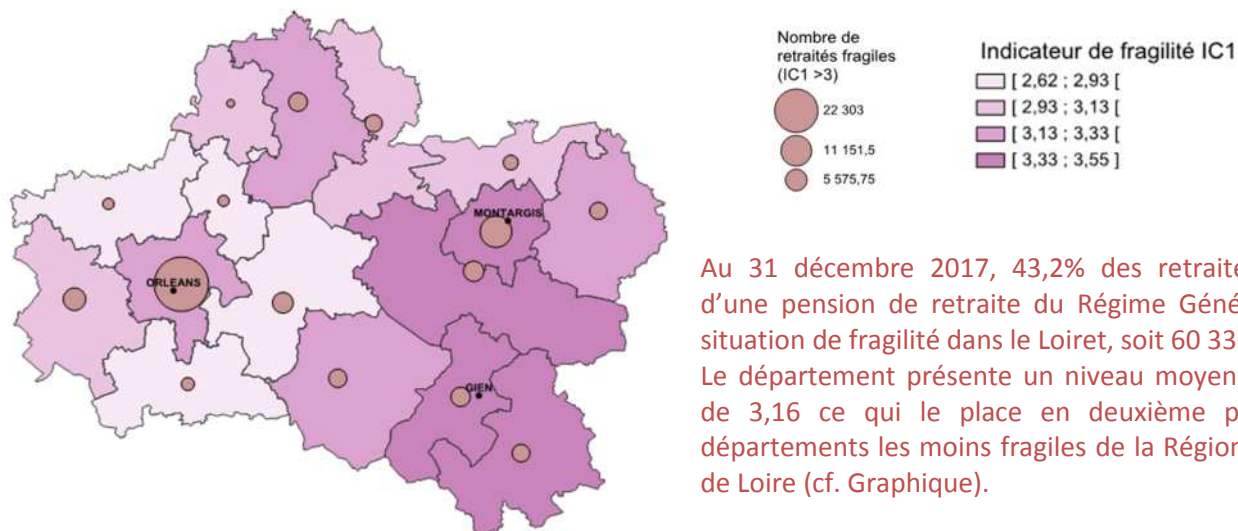 Nombre de
retraités fragiles
(IC1 >3)
22 303
11 151,5
5 575,75
Indicateur de fragilité IC1
[ 2,62 ; 2,93 [
[ 2,93 ; 3,13 [
[ 3,13 ; 3,33 [
[ 3,33 ; 3,55 ]
MONTARGIS
ORLEANS
GIEN
Au 31 décembre 2017, 43,2% des retraité
d’une pension de retraite du Régime Géné
situation de fragilité dans le Loiret, soit 60 33
Le département présente un niveau moyen
de 3,16 ce qui le place en deuxième p
départements les moins fragiles de la Région
de Loire (cf. Graphique).